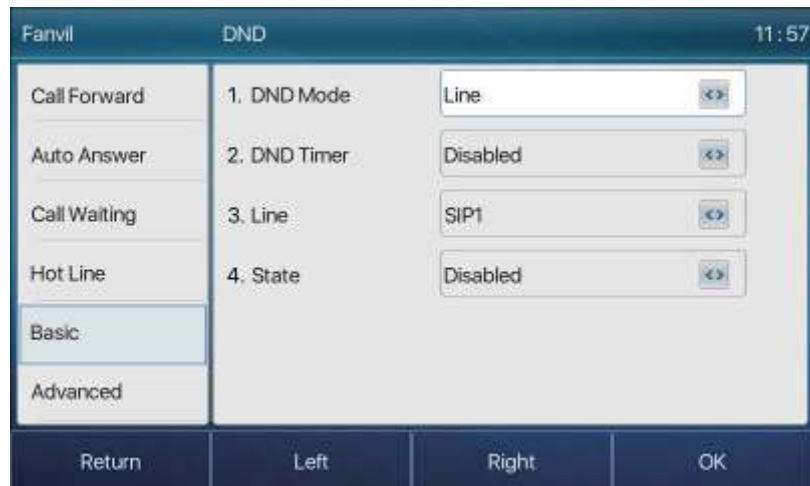 Fanvil DND 11:57
Call Forward
Auto Answer
Call Waiting
Hot Line
Basic
Advanced
1. DND Mode Line
2. DND Timer Disabled
3. Line SIP1
4. State Disabled
Return Left Right OK